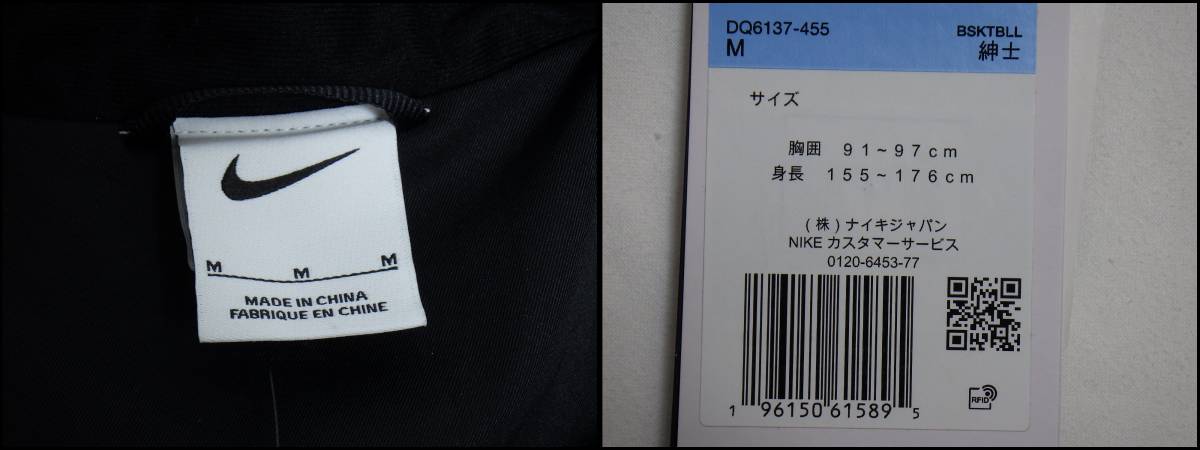 M M M
MADE IN CHINA
FABRIQUE EN CHINE
DQ6137-455 BSKTBLL
M 紳士
サイズ
胸囲 91~97cm
身長 155~176cm
(株)ナイキジャパン
NIKE カスタマーサービス
0120-6453-77
1 96150 61589 5
RFID